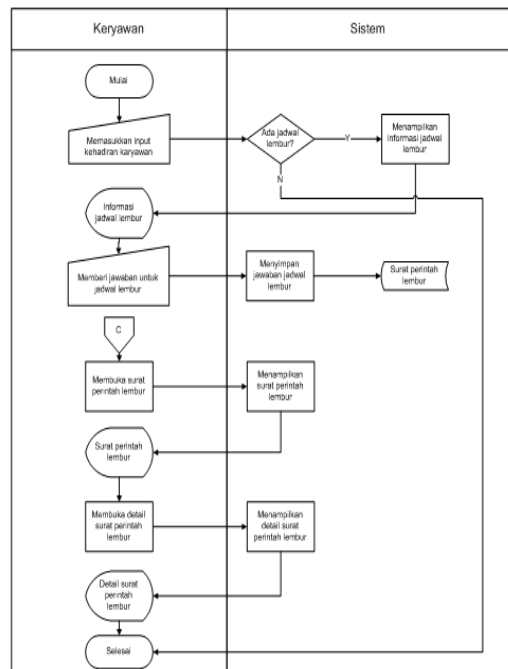 Keryawan
Sistem
Mulai
Memasukkan input
kehadiran karyawan
Ada jadwal
lembur?
Y
Menampilkan
informasi jadwal
lembur
N
Informasi
jadwal lembur
Memberi jawaban untuk
jadwal lembur
Menyimpan
jawaban jadwal
lembur
Surat perintah
lembur
C
Membuka surat
perintah lembur
Menampilkan
surat perintah
lembur
Surat perintah
lembur
Membuka detail
surat perintah
lembur
Menampilkan
detail surat
perintah lembur
Detail surat
perintah
lembur
Selesai